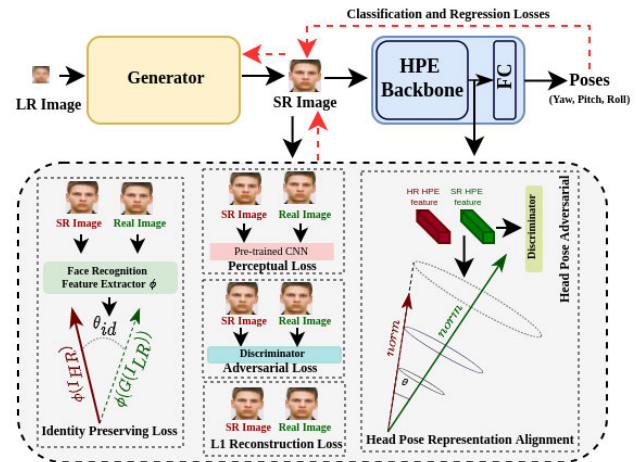 Classification and Regression Losses
Generator
LR Image
SR Image
HPE
Backbone
FC
Poses
(Yaw, Pitch, Roll)
SR Image Real Image
Face Recognition
Feature Extractor ϕ
θid
ϕ(IHR)
ϕ(G(ILR))
Identity Preserving Loss
SR Image Real Image
Pre-trained CNN
Perceptual Loss
SR Image Real Image
Discriminator
Adversarial Loss
SR Image Real Image
L1 Reconstruction Loss
HR HPE
feature
SR HPE
feature
Discriminator
Head Pose Adversarial
norm
norm
θ
Head Pose Representation Alignment